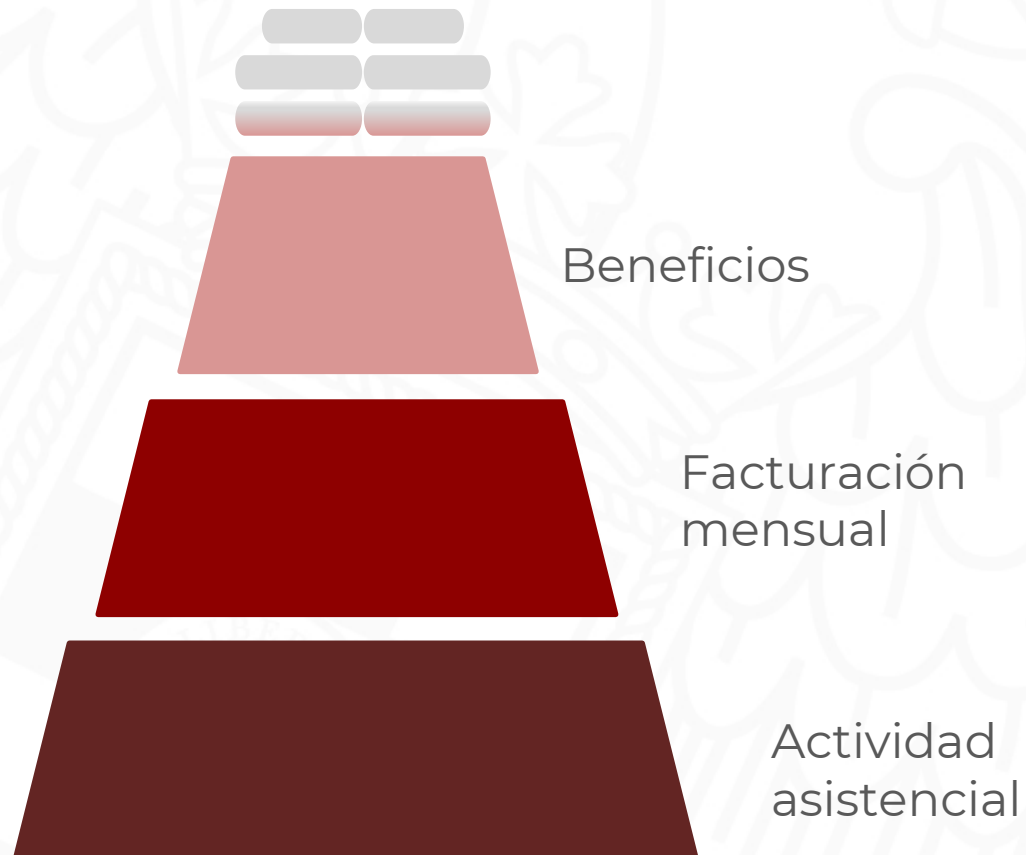 Beneficios
Facturación
mensual
Actividad
asistencial